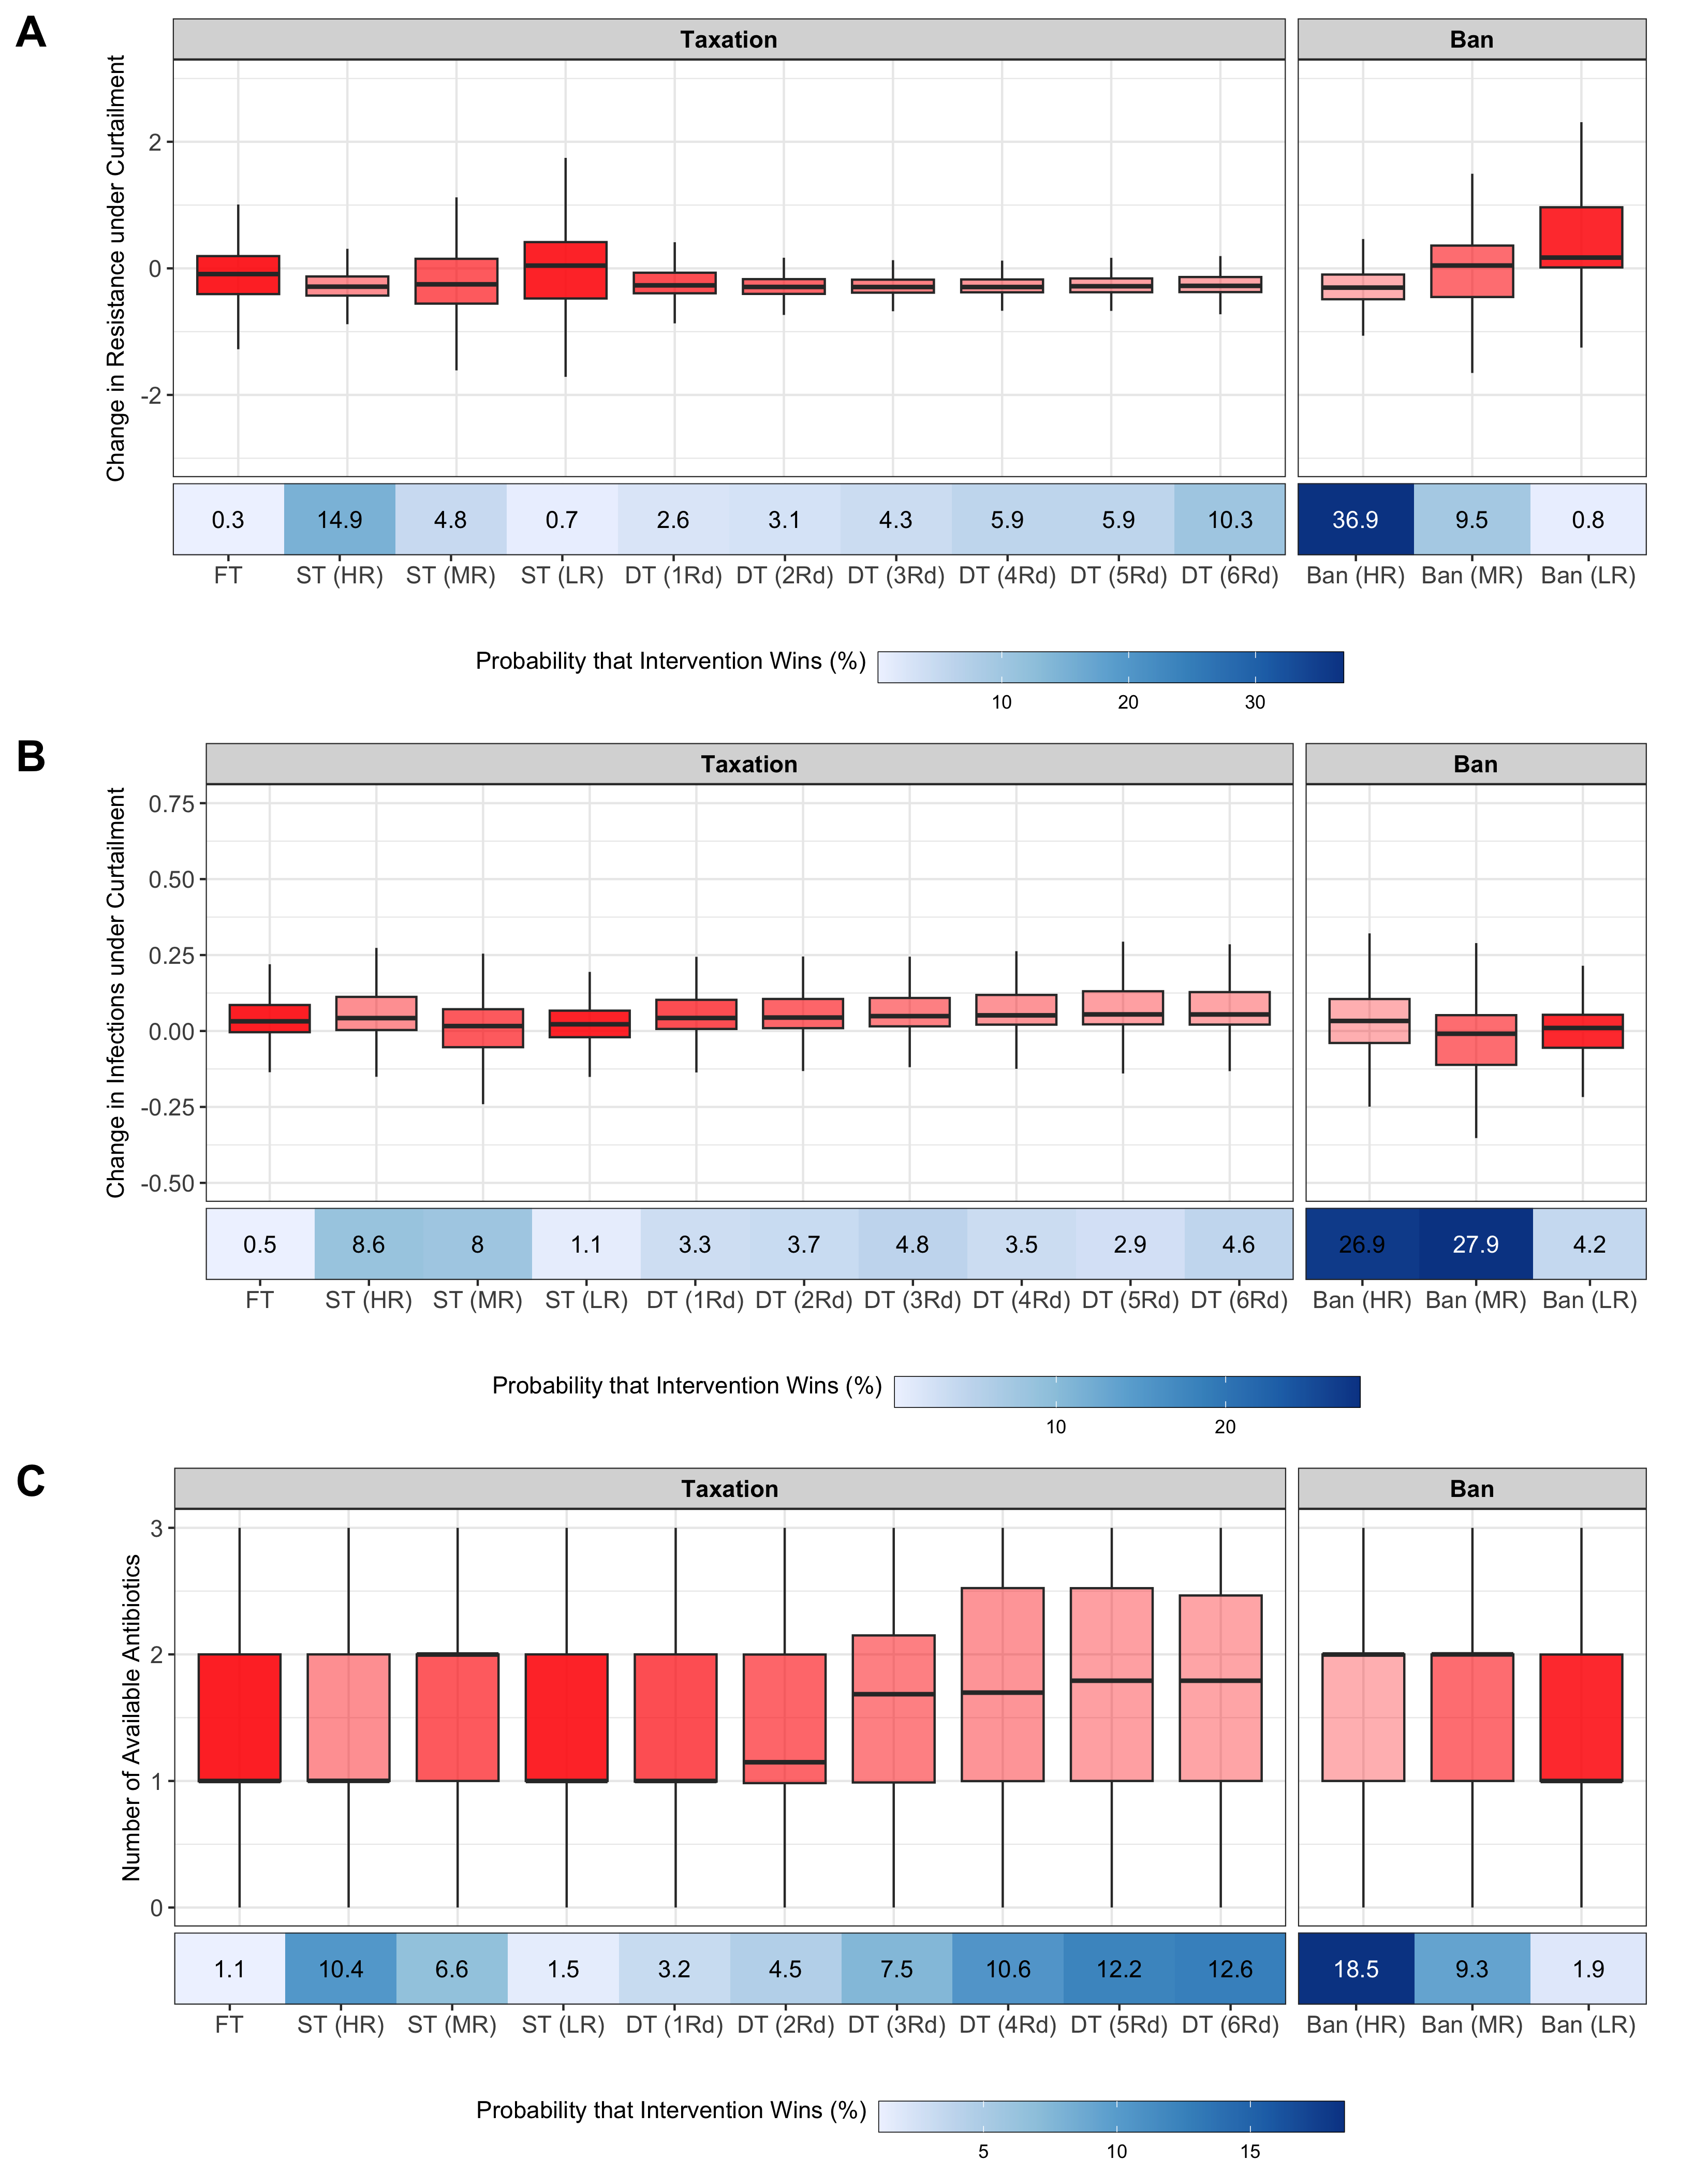 A
Taxation
Ban
Change in Resistance under Curtailment
2
0
-2
0.3 14.9 4.8 0.7 2.6 3.1 4.3 5.9 5.9 10.3 36.9 9.5 0.8
FT ST (HR) ST (MR) ST (LR) DT (1Rd) DT (2Rd) DT (3Rd) DT (4Rd) DT (5Rd) DT (6Rd) Ban (HR) Ban (MR) Ban (LR)
Probability that Intervention Wins (%)
10 20 30
B
Taxation
Ban
Change in Infections under Curtailment
0.75
0.50
0.25
0.00
-0.25
-0.50
0.5 8.6 8 1.1 3.3 3.7 4.8 3.5 2.9 4.6 26.9 27.9 4.2
FT ST (HR) ST (MR) ST (LR) DT (1Rd) DT (2Rd) DT (3Rd) DT (4Rd) DT (5Rd) DT (6Rd) Ban (HR) Ban (MR) Ban (LR)
Probability that Intervention Wins (%)
10 20
C
Taxation
Ban
Number of Available Antibiotics
3
2
1
0
1.1 10.4 6.6 1.5 3.2 4.5 7.5 10.6 12.2 12.6 18.5 9.3 1.9
FT ST (HR) ST (MR) ST (LR) DT (1Rd) DT (2Rd) DT (3Rd) DT (4Rd) DT (5Rd) DT (6Rd) Ban (HR) Ban (MR) Ban (LR)
Probability that Intervention Wins (%)
5 10 15